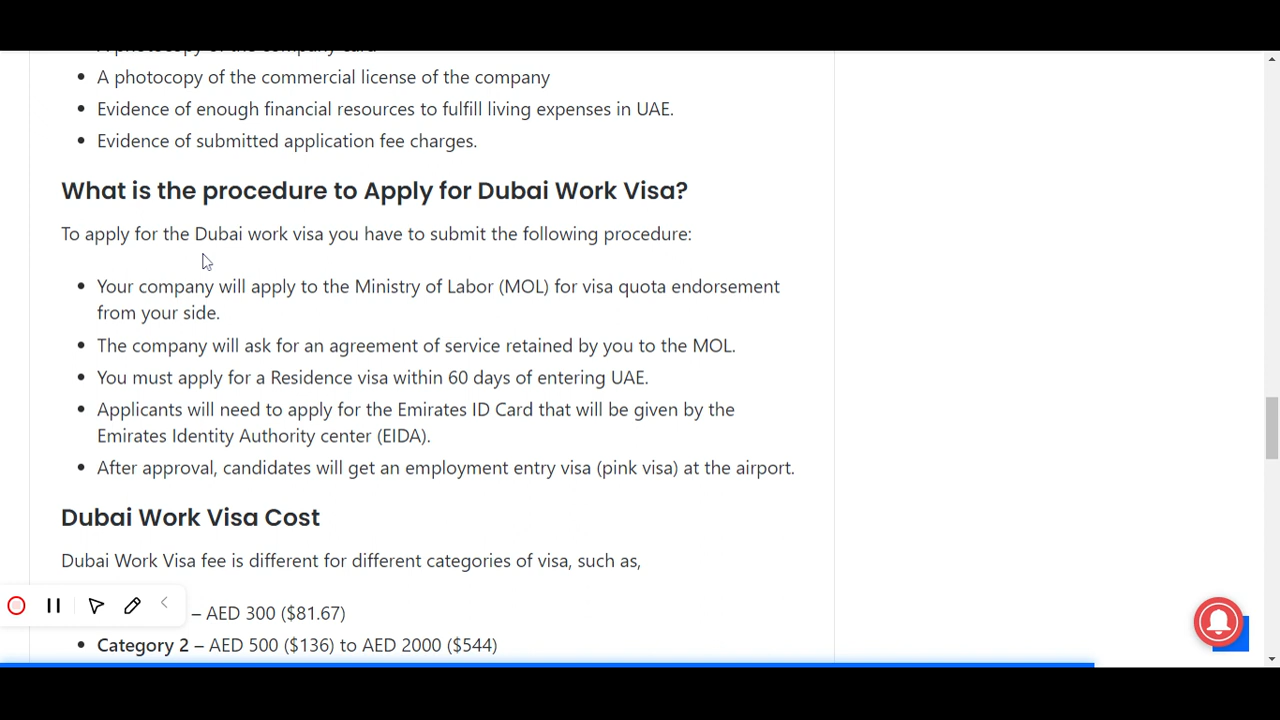 A photocopy of the company card
A photocopy of the commercial license of the company
Evidence of enough financial resources to fulfill living expenses in UAE.
Evidence of submitted application fee charges.
What is the procedure to Apply for Dubai Work Visa?
To apply for the Dubai work visa you have to submit the following procedure:
Your company will apply to the Ministry of Labor (MOL) for visa quota endorsement
from your side.
The company will ask for an agreement of service retained by you to the MOL.
You must apply for a Residence visa within 60 days of entering UAE.
Applicants will need to apply for the Emirates ID Card that will be given by the
Emirates Identity Authority center (EIDA).
After approval, candidates will get an employment entry visa (pink visa) at the airport.
Dubai Work Visa Cost
Dubai Work Visa fee is different for different categories of visa, such as,
– AED 300 ($81.67)
Category 2 – AED 500 ($136) to AED 2000 ($544)